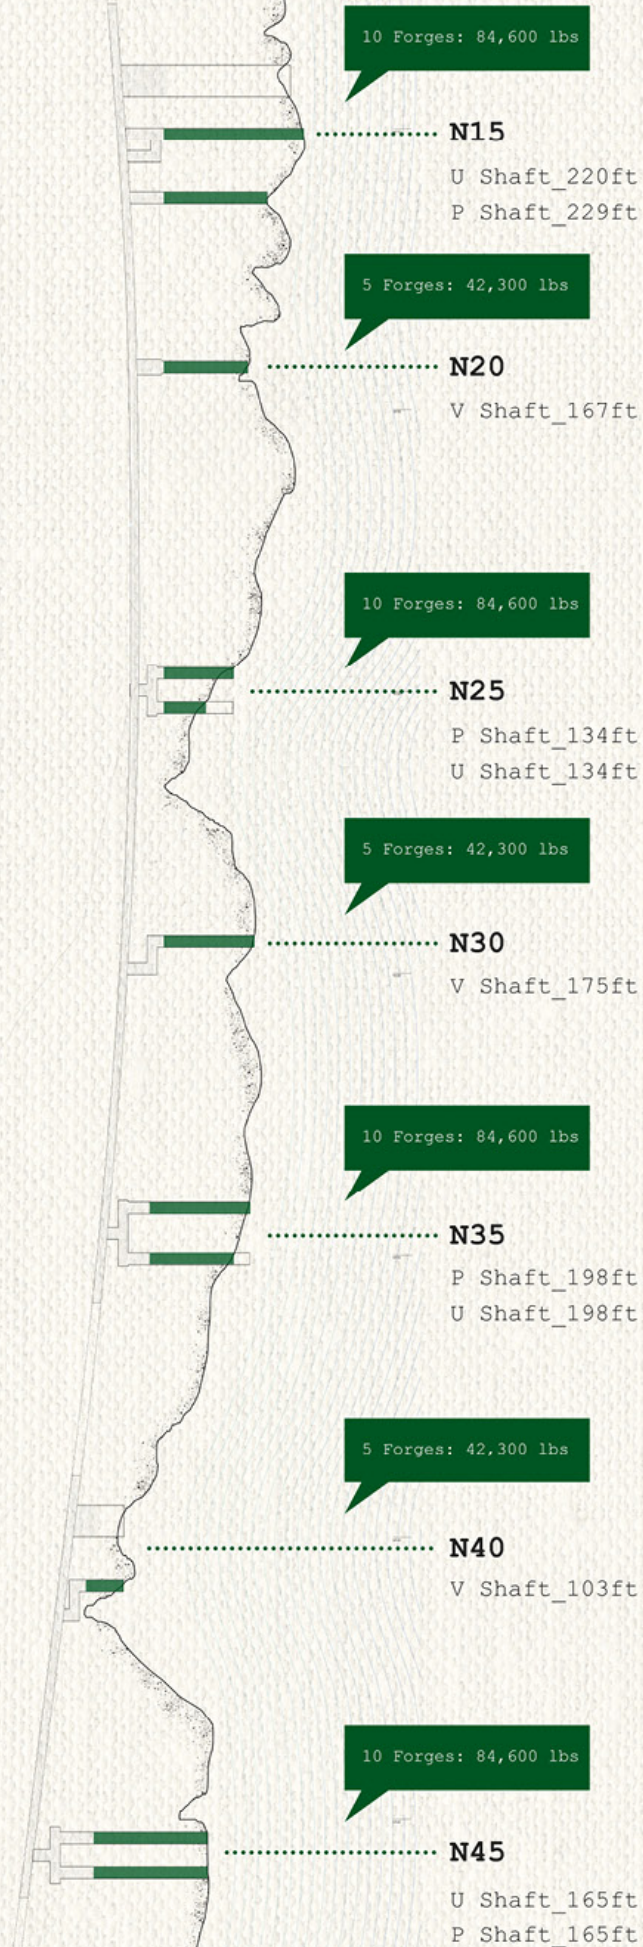 10 Forges: 84,600 lbs
N15
U Shaft_220ft
P Shaft_229ft
5 Forges: 42,300 lbs
N20
V Shaft_167ft
10 Forges: 84,600 lbs
N25
P Shaft_134ft
U Shaft_134ft
5 Forges: 42,300 lbs
N30
V Shaft_175ft
10 Forges: 84,600 lbs
N35
P Shaft_198ft
U Shaft_198ft
5 Forges: 42,300 lbs
N40
V Shaft_103ft
10 Forges: 84,600 lbs
N45
U Shaft_165ft
P Shaft_165ft